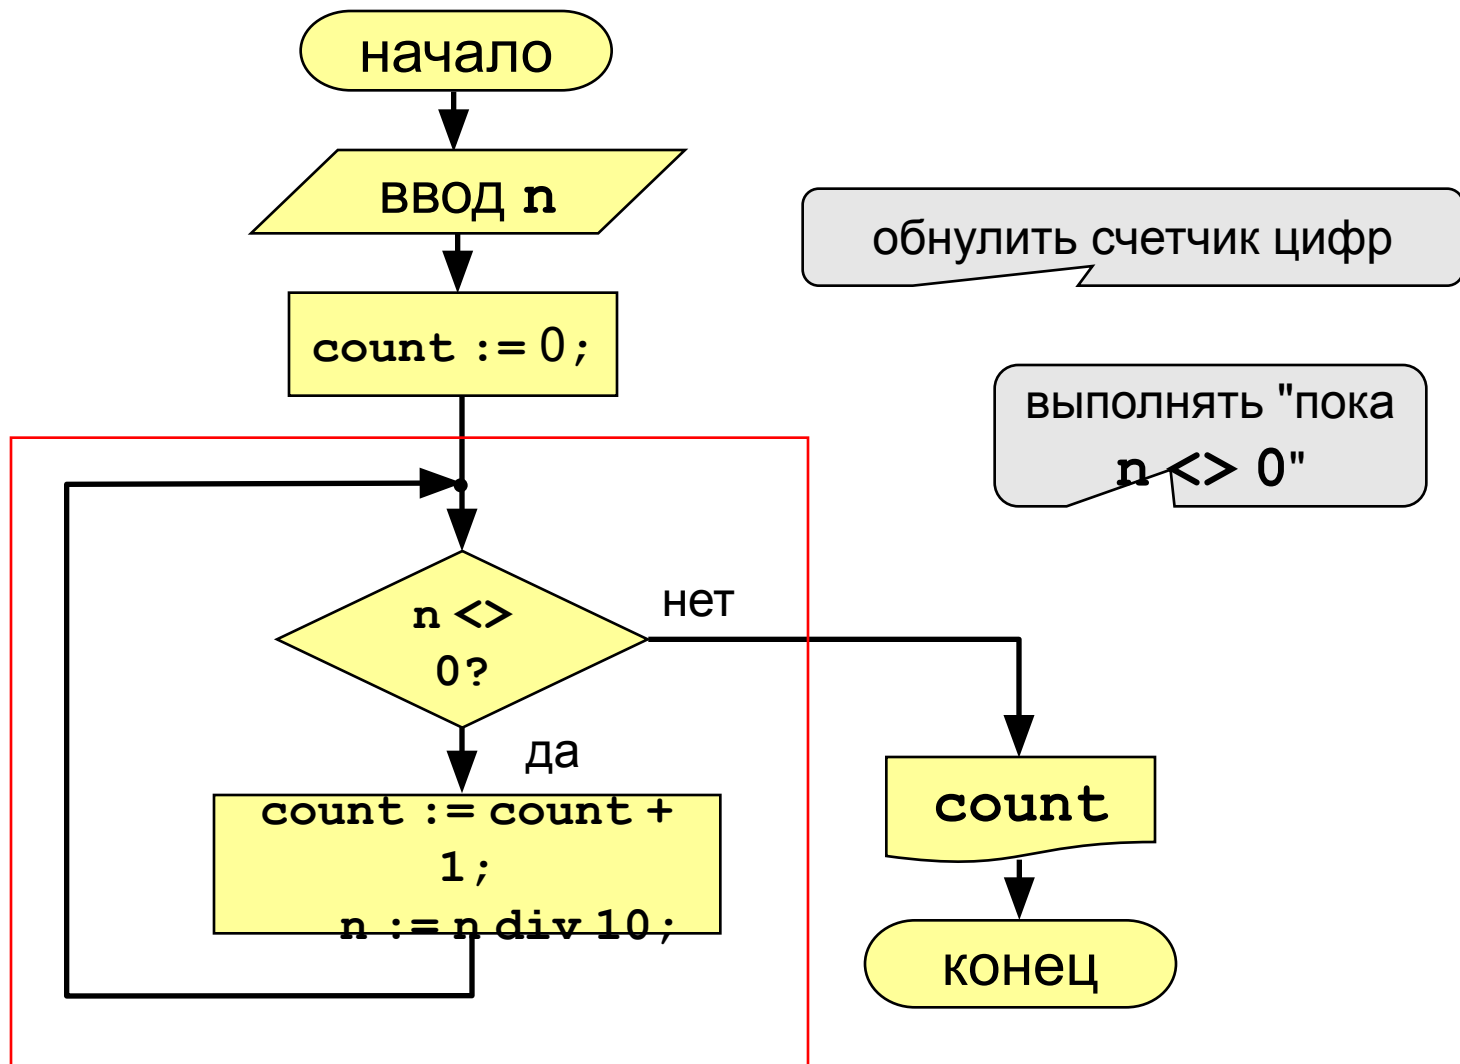 начало
ввод n
обнулить счетчик цифр
count := 0;
выполнять "пока
n <> 0"
n <>
0?
нет
да
count := count +
1;
n := n div 10;
count
конец